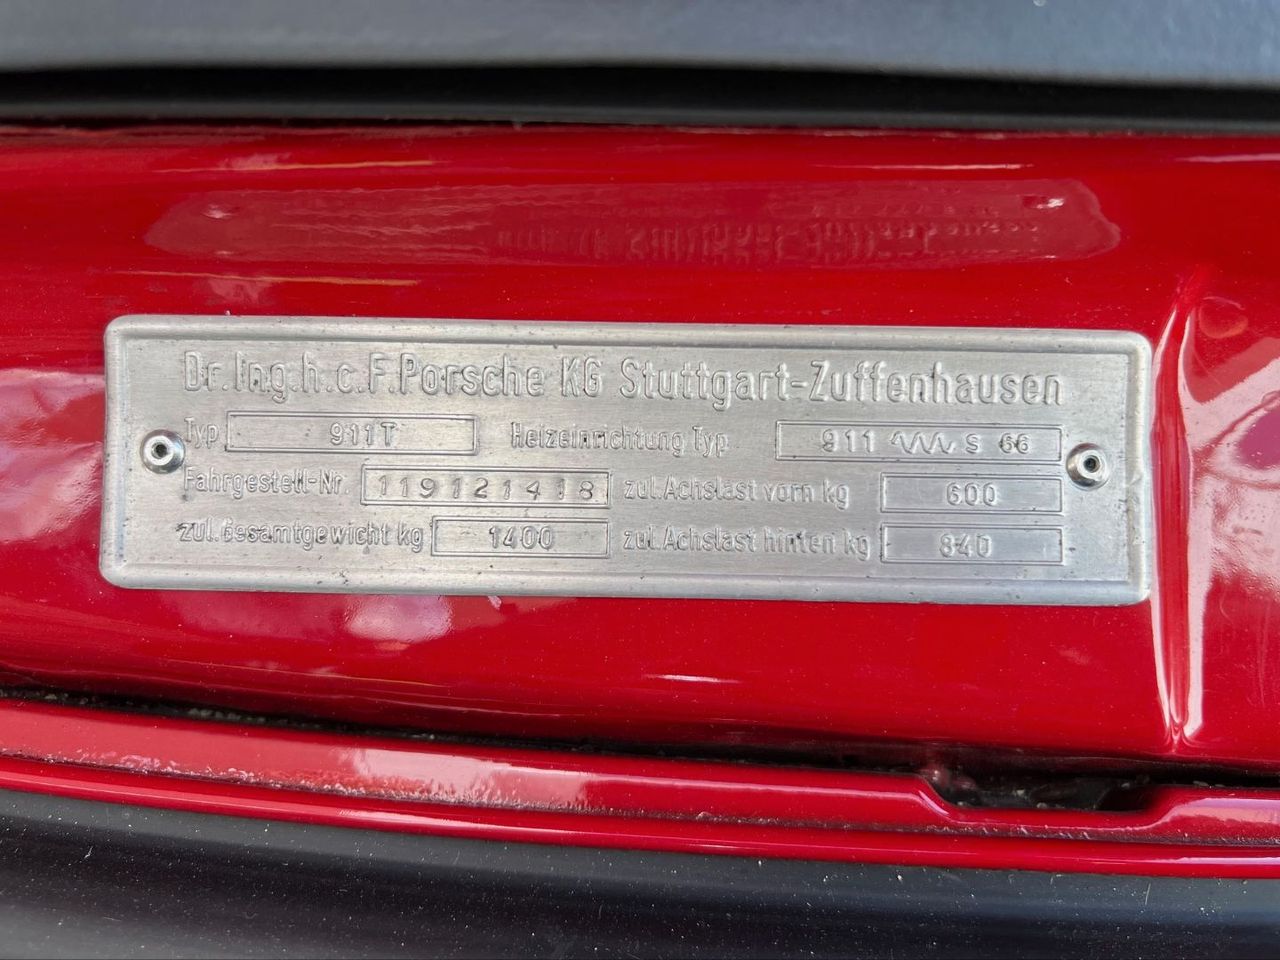 Dr. Ing. h. c. F. Porsche KG Stuttgart-Zuffenhausen
Typ 911T Heizeinrichtung Typ 911 S 66
Fahrgestell-Nr. 119121418 zul. Achslast vorn kg 600
zul. Gesamtgewicht kg 1400 zul. Achslast hinten kg 840